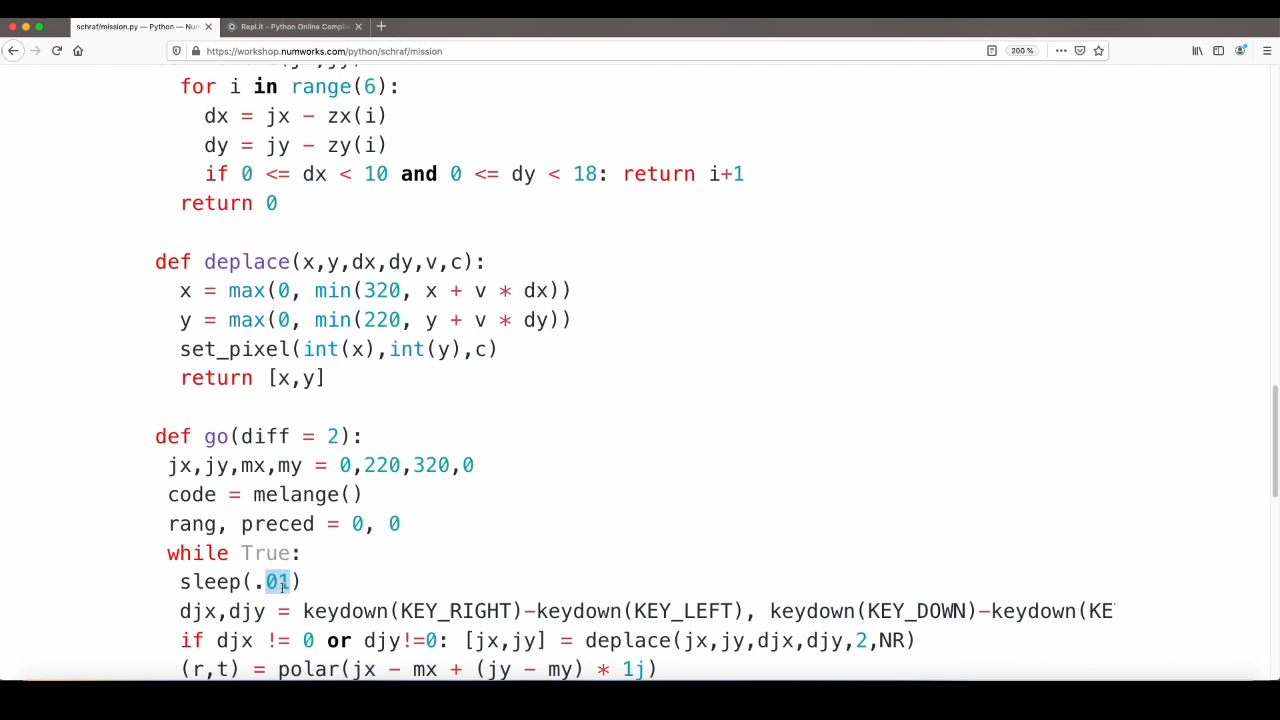 schraf/mission.py — Python — Num
Repl.it - Python Online Compile
https://workshop.numworks.com/python/schraf/mission
200 %
for i in range(6):
dx = jx - zx(i)
dy = jy - zy(i)
if 0 <= dx < 10 and 0 <= dy < 18: return i+1
return 0
def deplace(x,y,dx,dy,v,c):
x = max(0, min(320, x + v * dx))
y = max(0, min(220, y + v * dy))
set_pixel(int(x),int(y),c)
return [x,y]
def go(diff = 2):
jx,jy,mx,my = 0,220,320,0
code = melange()
rang, preced = 0, 0
while True:
sleep(.01)
djx,djy = keydown(KEY_RIGHT)-keydown(KEY_LEFT), keydown(KEY_DOWN)-keydown(KE
if djx != 0 or djy!=0: [jx,jy] = deplace(jx,jy,djx,djy,2,NR)
(r,t) = polar(jx - mx + (jy - my) * 1j)